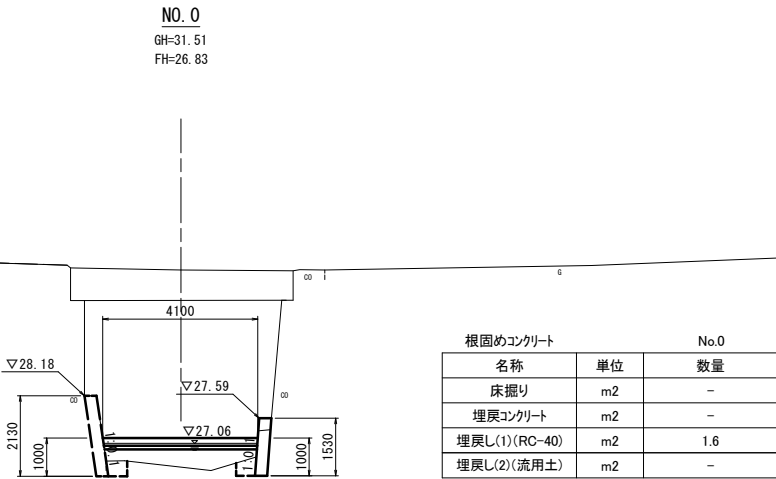 NO. 0
GH=31.51
FH=26.83
CO
G
4100
▽28.18
▽27.59
CO
CO
▽27.06
2130
1000
1000
1530
根固めコンクリート No.0
名称 単位 数量
床掘り m2 −
埋戻コンクリート m2 −
埋戻し(1)(RC-40) m2 1.6
埋戻し(2)(流用土) m2 −